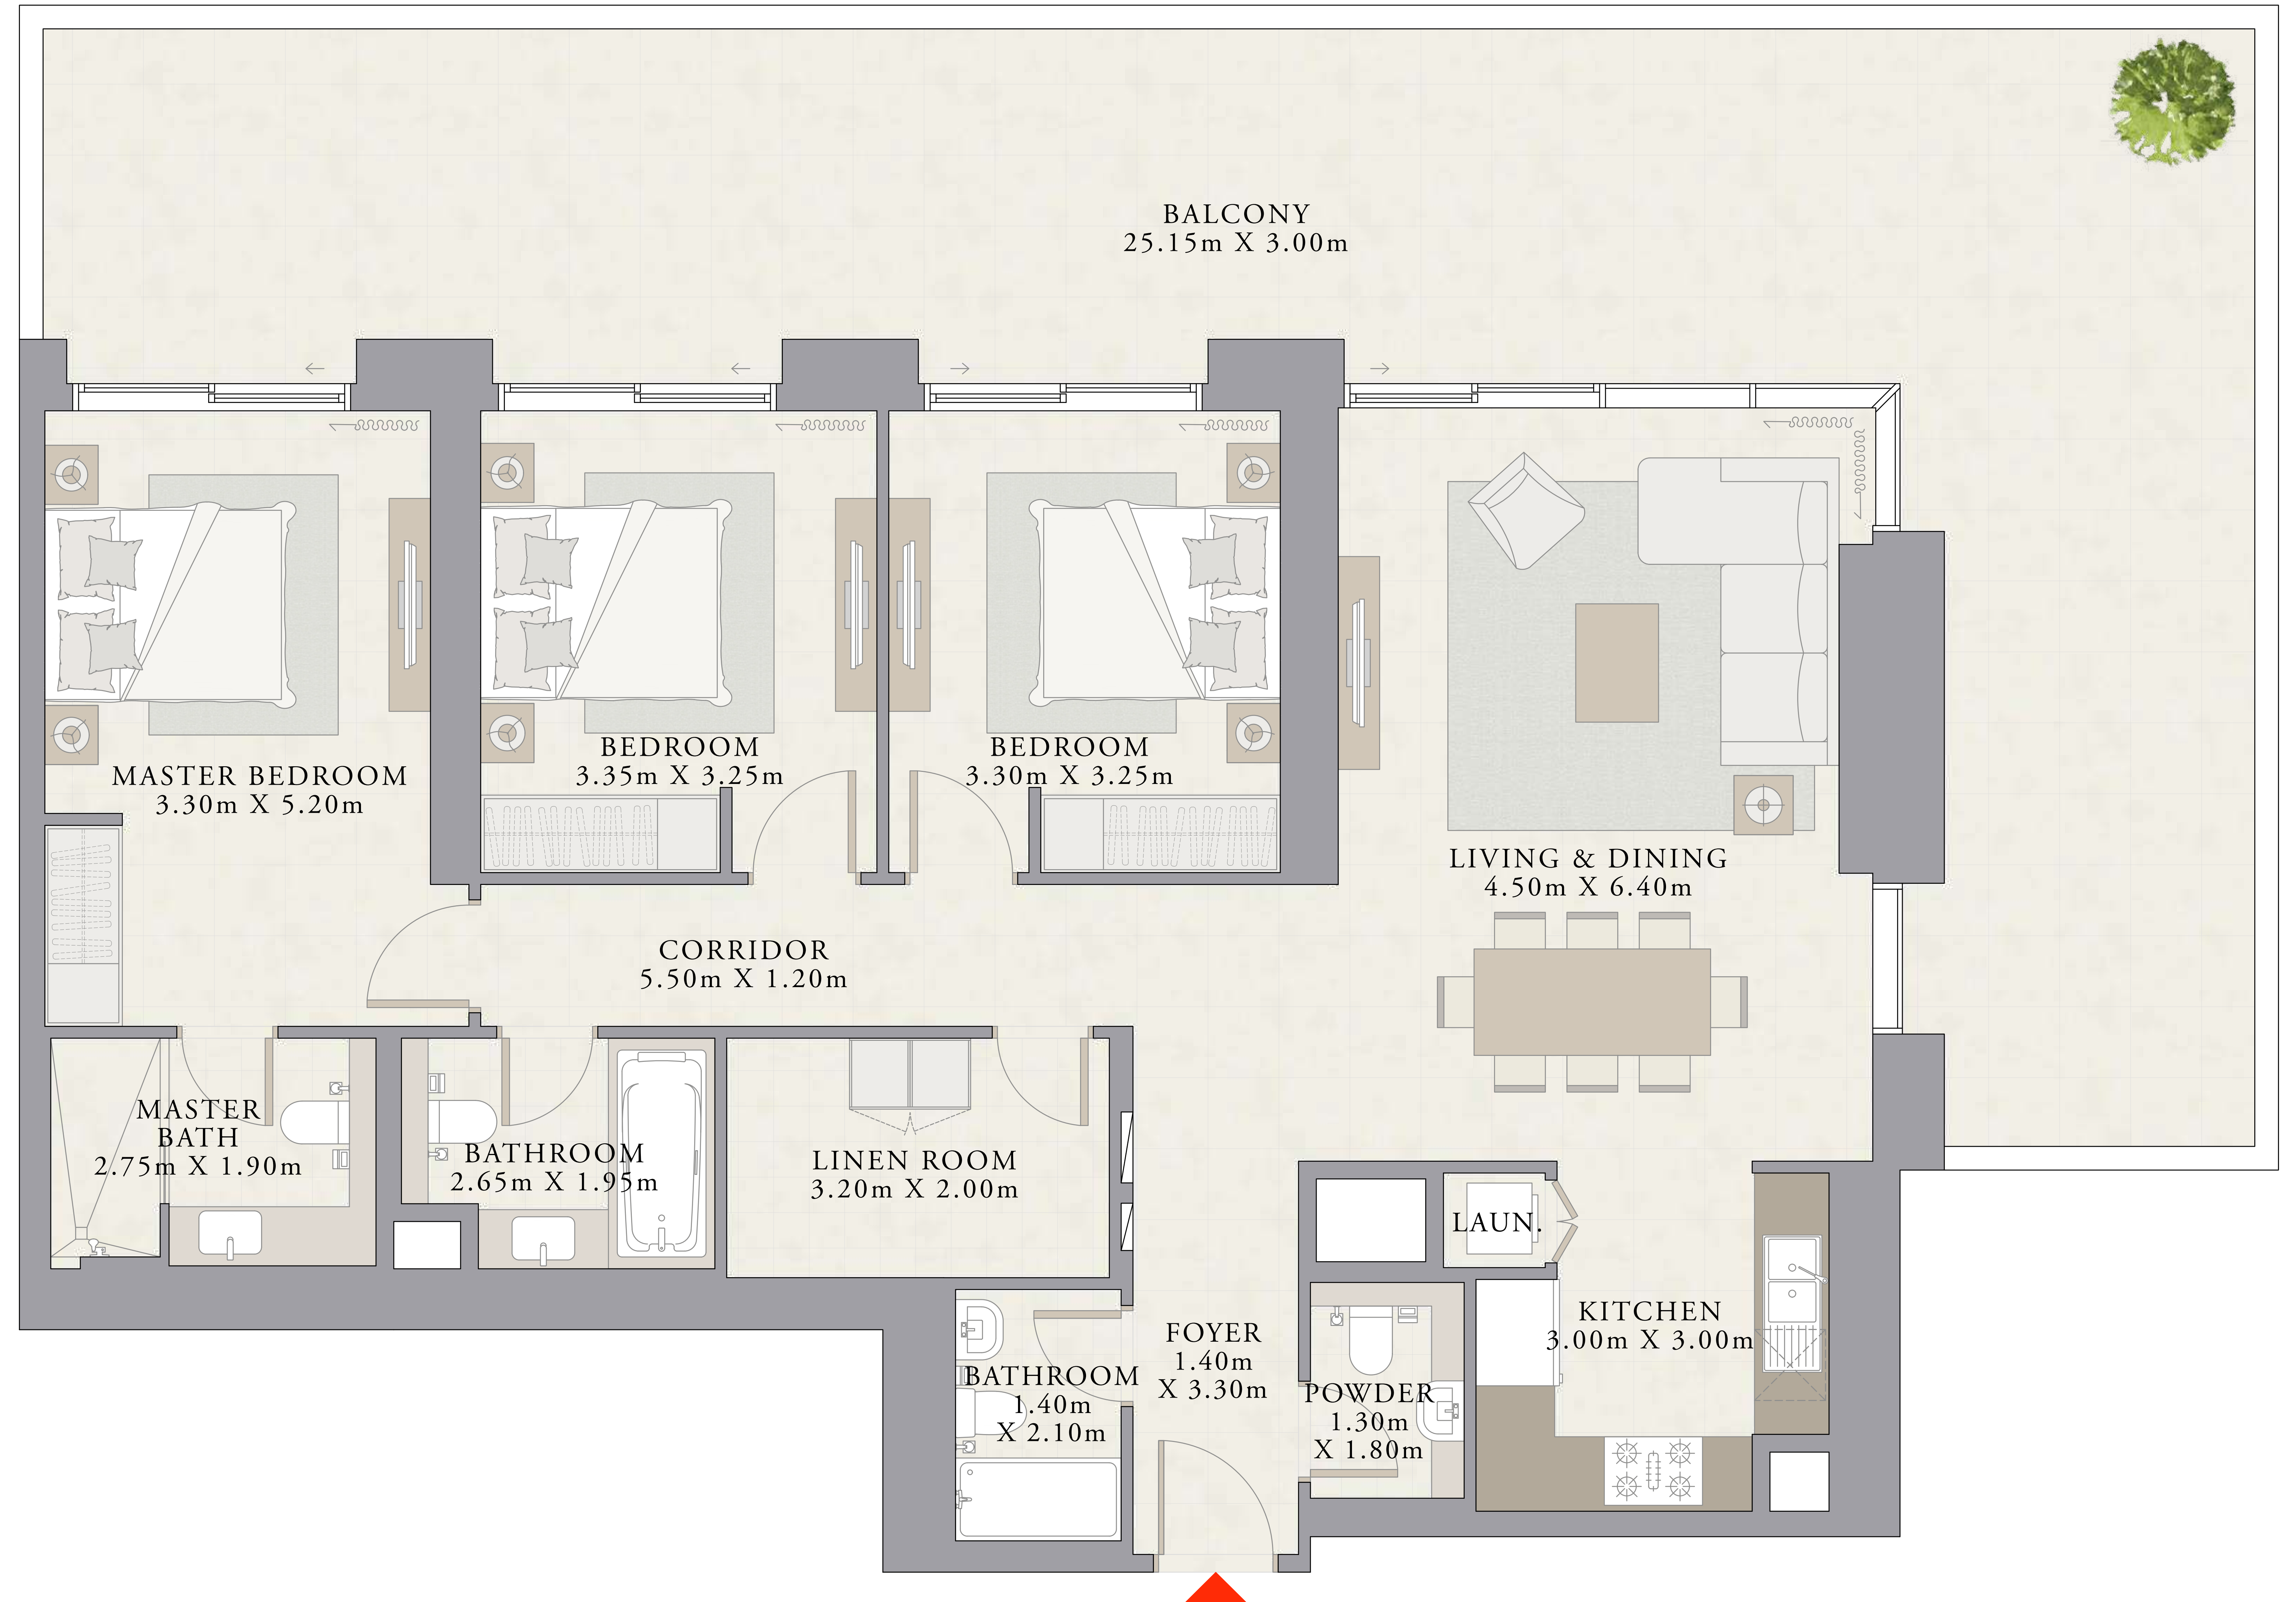 BALCONY
25.15m X 3.00m
MASTER BEDROOM
3.30m X 5.20m
BEDROOM
3.35m X 3.25m
BEDROOM
3.30m X 3.25m
LIVING & DINING
4.50m X 6.40m
CORRIDOR
5.50m X 1.20m
MASTER
BATH
2.75m X 1.90m
BATHROOM
2.65m X 1.95m
LINEN ROOM
3.20m X 2.00m
LAUN.
KITCHEN
3.00m X 3.00m
FOYER
1.40m
X 3.30m
BATHROOM
1.40m
X 2.10m
POWDER
1.30m
X 1.80m